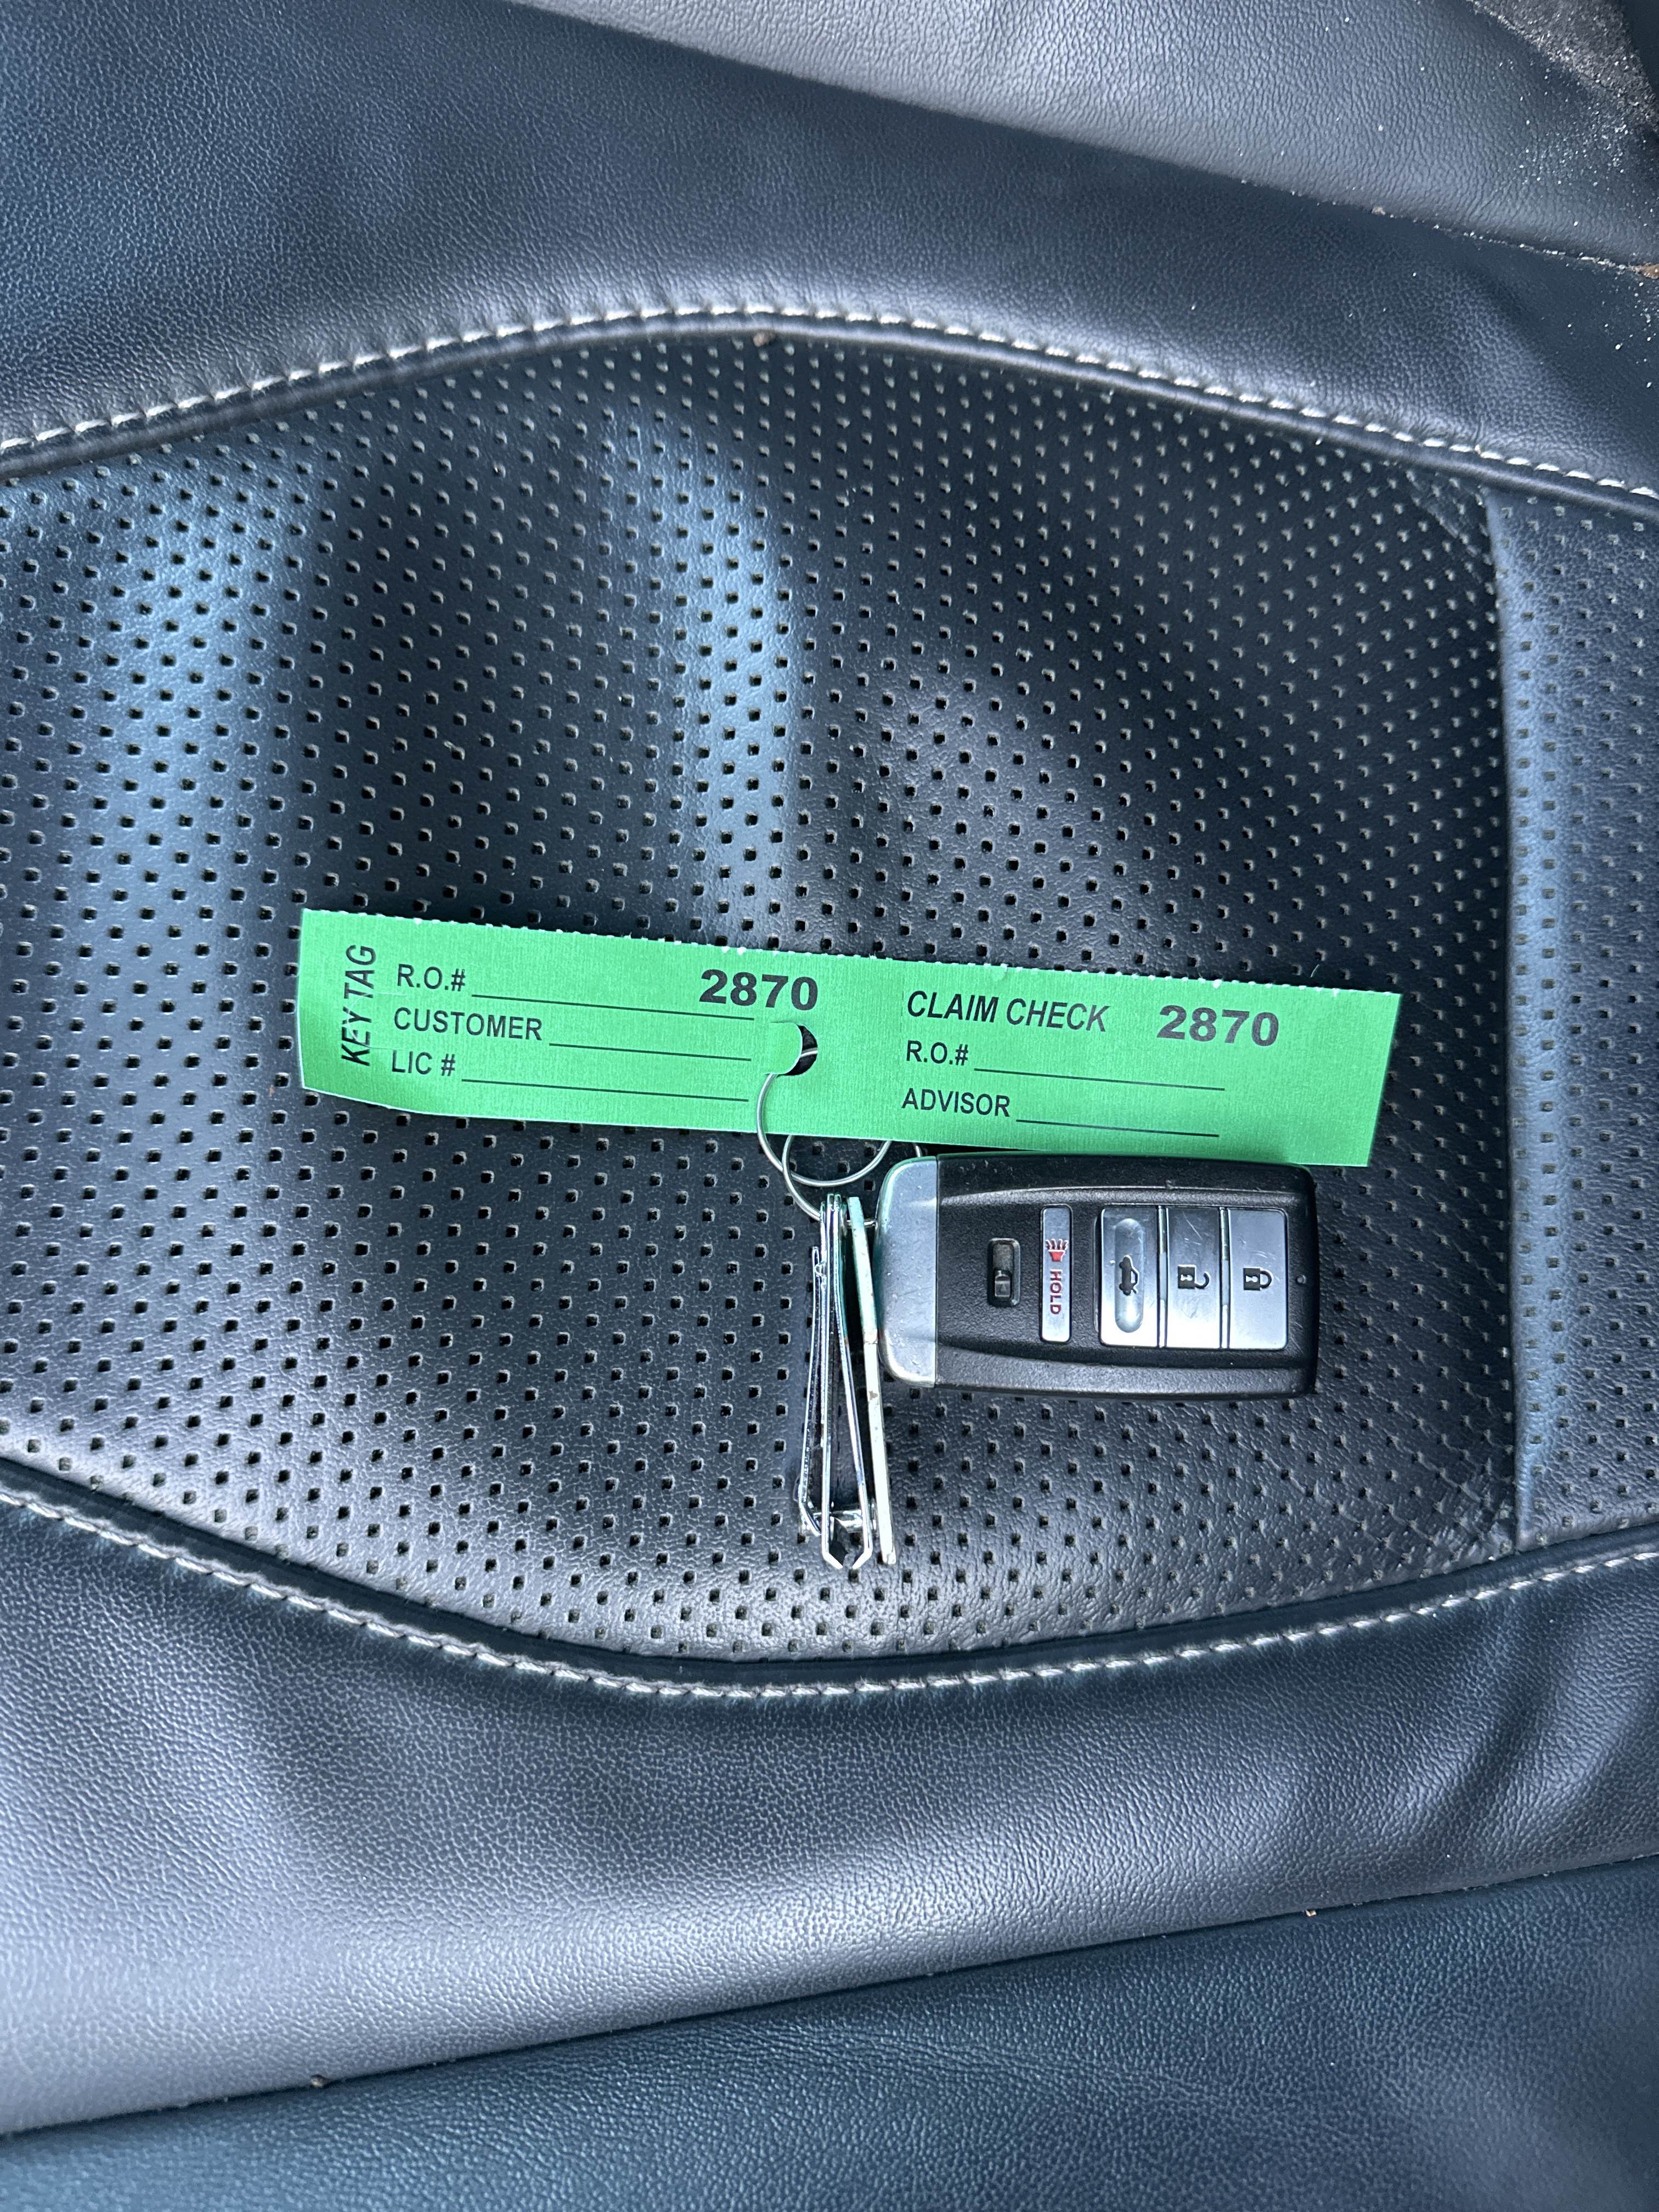 KEY TAG
R.O.# 2870
CUSTOMER
LIC #
CLAIM CHECK 2870
R.O.#
ADVISOR
HOLD